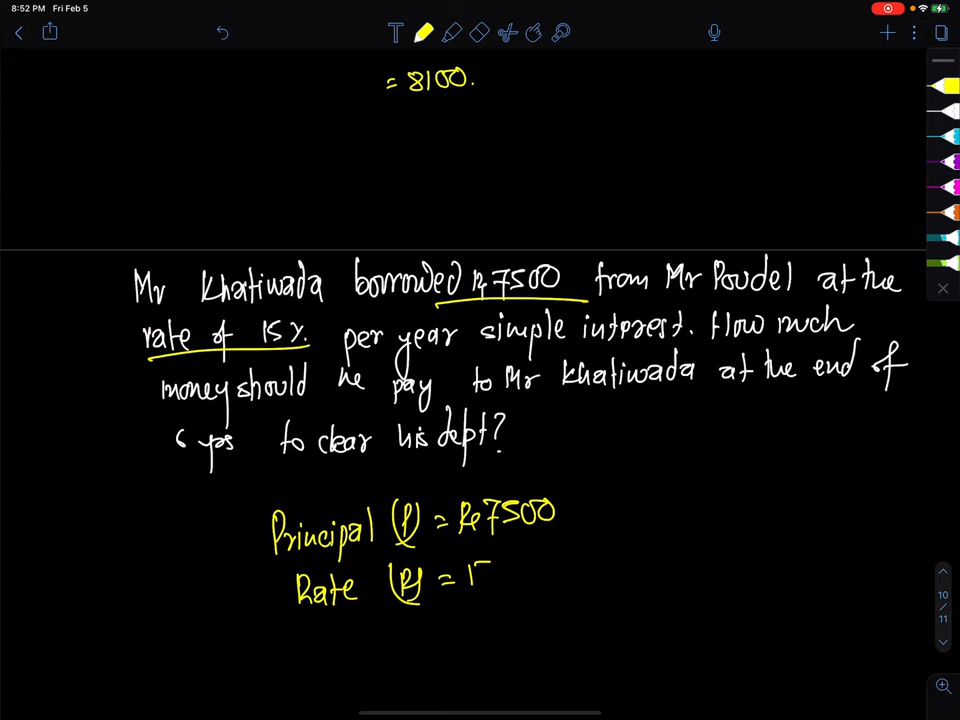 8:52 PM Fri Feb 5
= 8100.
Mr Khatiwada borrowed Rs 7500 from Mr Poudel at the
rate of 15% per year simple interest. How much
money should he pay to Mr Khatiwada at the end of
6 yrs to clear his dept?
Principal (P) = Rs 7500
Rate (R) = 15
10
/
11